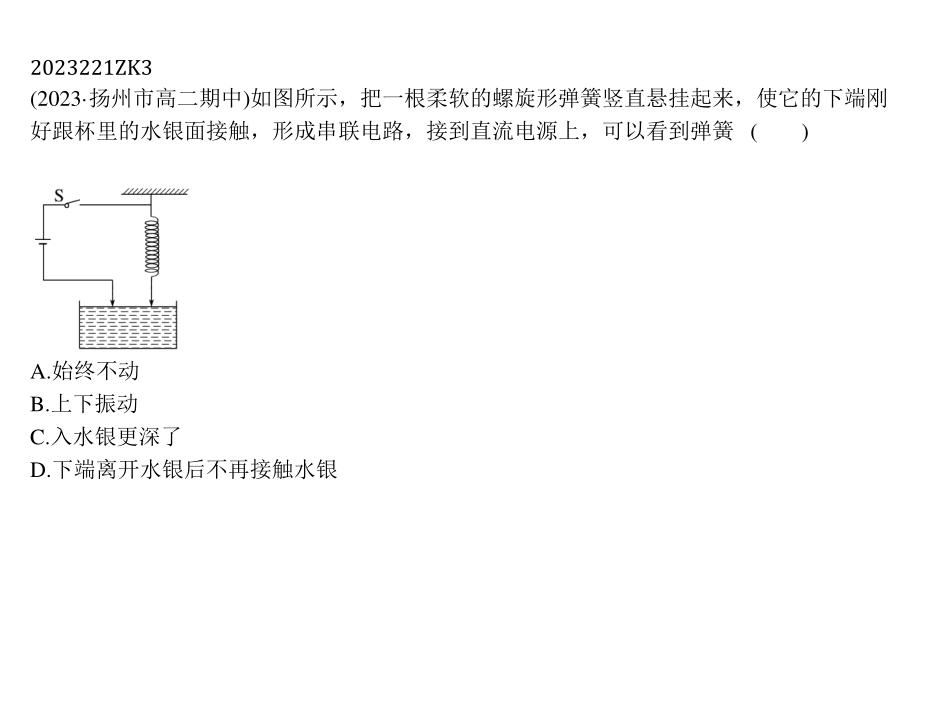 2023221ZK3
(2023·扬州市高二期中)如图所示，把一根柔软的螺旋形弹簧竖直悬挂起来，使它的下端刚
好跟杯里的水银面接触，形成串联电路，接到直流电源上，可以看到弹簧 (　　)
S
A.始终不动
B.上下振动
C.入水银更深了
D.下端离开水银后不再接触水银